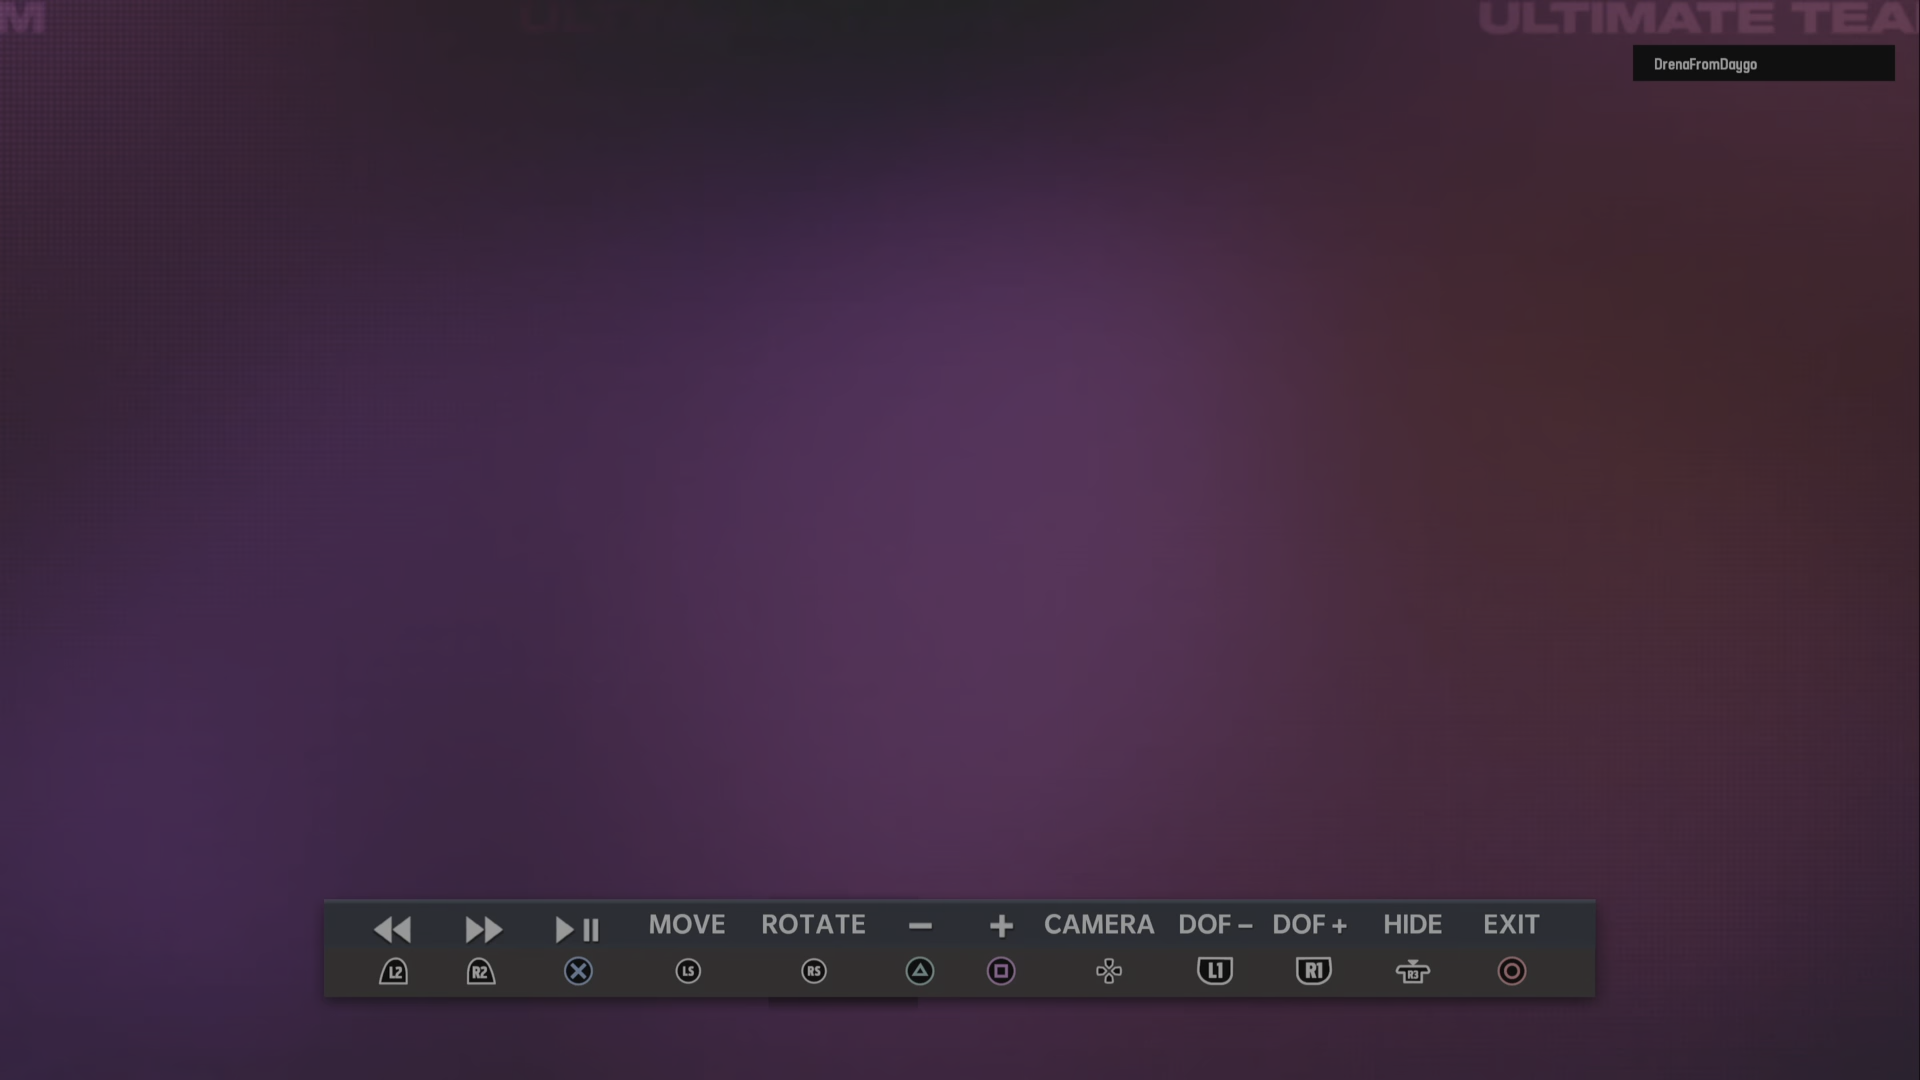 M ULTIMATE TEA
DrenaFromDaygo
MOVE ROTATE − + CAMERA DOF − DOF + HIDE EXIT
L2 R2 LS RS L1 R1 R3